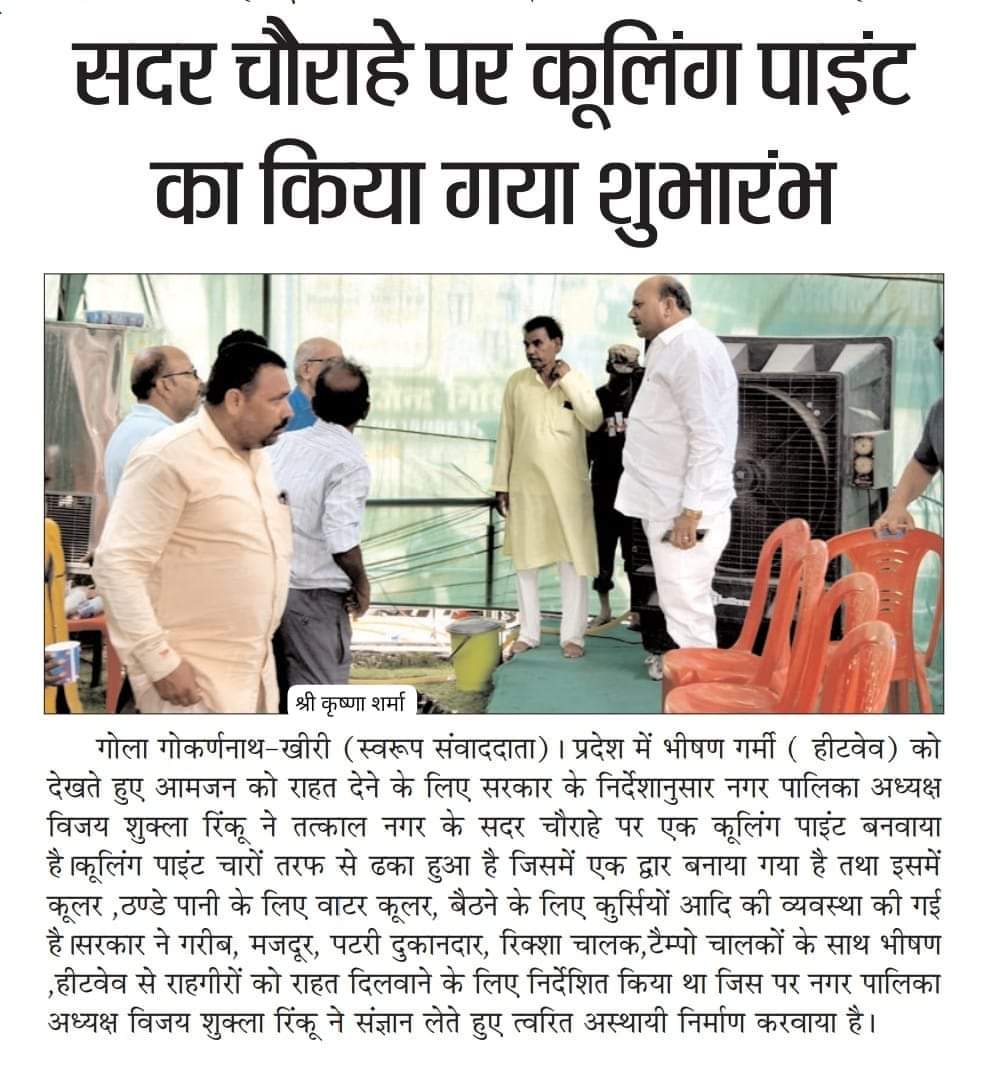 सदर चौराहे पर कूलिंग पाइंट
का किया गया शुभारंभ
श्री कृष्णा शर्मा
गोला गोकर्णनाथ-खीरी (स्वरूप संवाददाता)। प्रदेश में भीषण गर्मी ( हीटवेव) को
देखते हुए आमजन को राहत देने के लिए सरकार के निर्देशानुसार नगर पालिका अध्यक्ष
विजय शुक्ला रिंकू ने तत्काल नगर के सदर चौराहे पर एक कूलिंग पाइंट बनवाया
है।कूलिंग पाइंट चारों तरफ से ढका हुआ है जिसमें एक द्वार बनाया गया है तथा इसमें
कूलर ,ठण्डे पानी के लिए वाटर कूलर, बैठने के लिए कुर्सियों आदि की व्यवस्था की गई
है।सरकार ने गरीब, मजदूर, पटरी दुकानदार, रिक्शा चालक,टैम्पो चालकों के साथ भीषण
,हीटवेव से राहगीरों को राहत दिलवाने के लिए निर्देशित किया था जिस पर नगर पालिका
अध्यक्ष विजय शुक्ला रिंकू ने संज्ञान लेते हुए त्वरित अस्थायी निर्माण करवाया है।